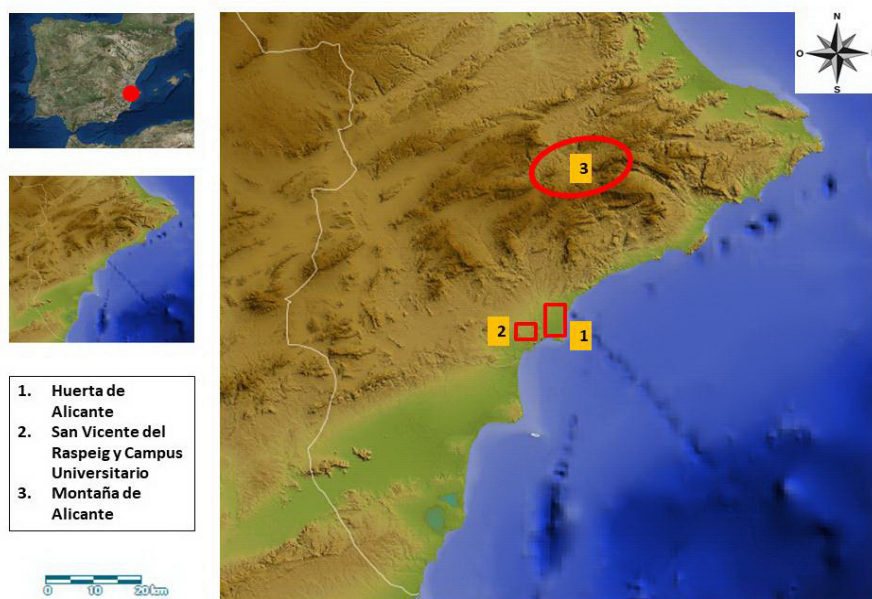 N
O
S
3
2
1
1. Huerta de
Alicante
2. San Vicente del
Raspeig y Campus
Universitario
3. Montaña de
Alicante
0 10 20 km